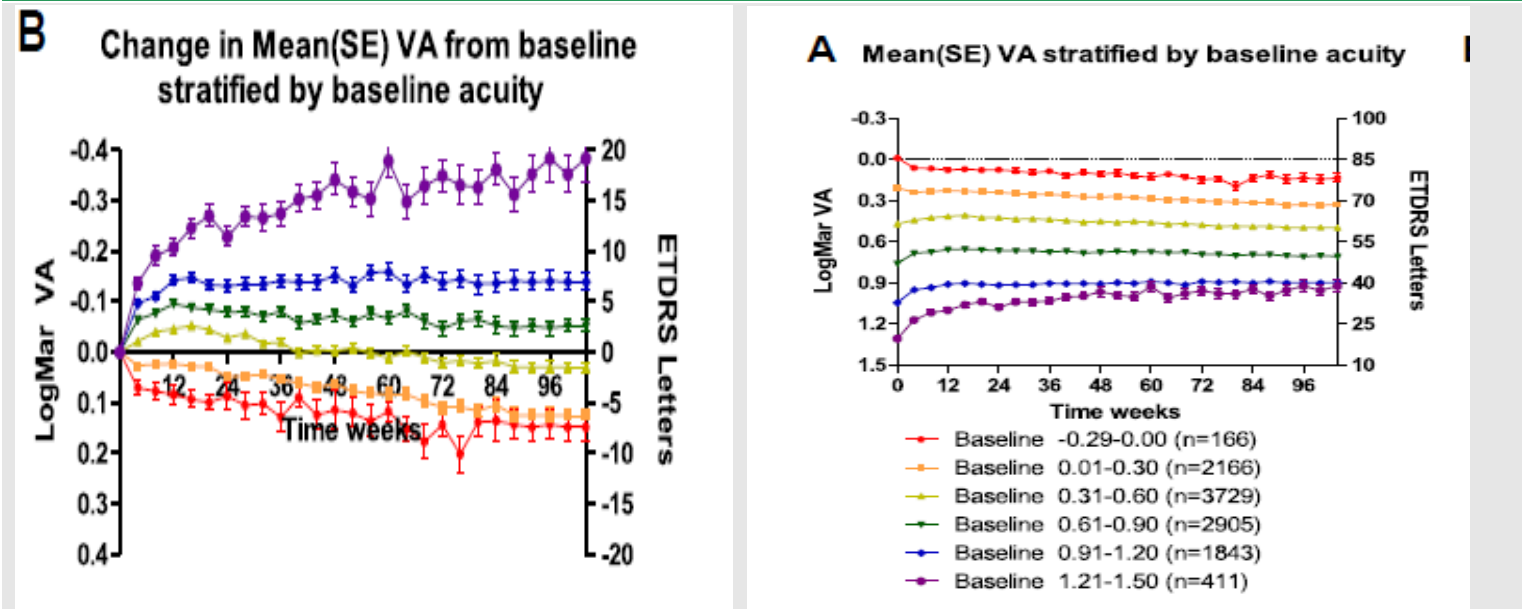 B
Change in Mean(SE) VA from baseline
stratified by baseline acuity
-0.4
-0.3
-0.2
-0.1
0.0
0.1
0.2
0.3
0.4
LogMar VA
20
15
10
5
0
-5
-10
-15
-20
ETDRS Letters
12 24 36 48 60 72 84 96
Time weeks
A Mean(SE) VA stratified by baseline acuity
-0.3
0.0
0.3
0.6
0.9
1.2
1.5
LogMar VA
100
85
70
55
40
25
10
ETDRS Letters
0 12 24 36 48 60 72 84 96
Time weeks
Baseline -0.29-0.00 (n=166)
Baseline 0.01-0.30 (n=2166)
Baseline 0.31-0.60 (n=3729)
Baseline 0.61-0.90 (n=2905)
Baseline 0.91-1.20 (n=1843)
Baseline 1.21-1.50 (n=411)